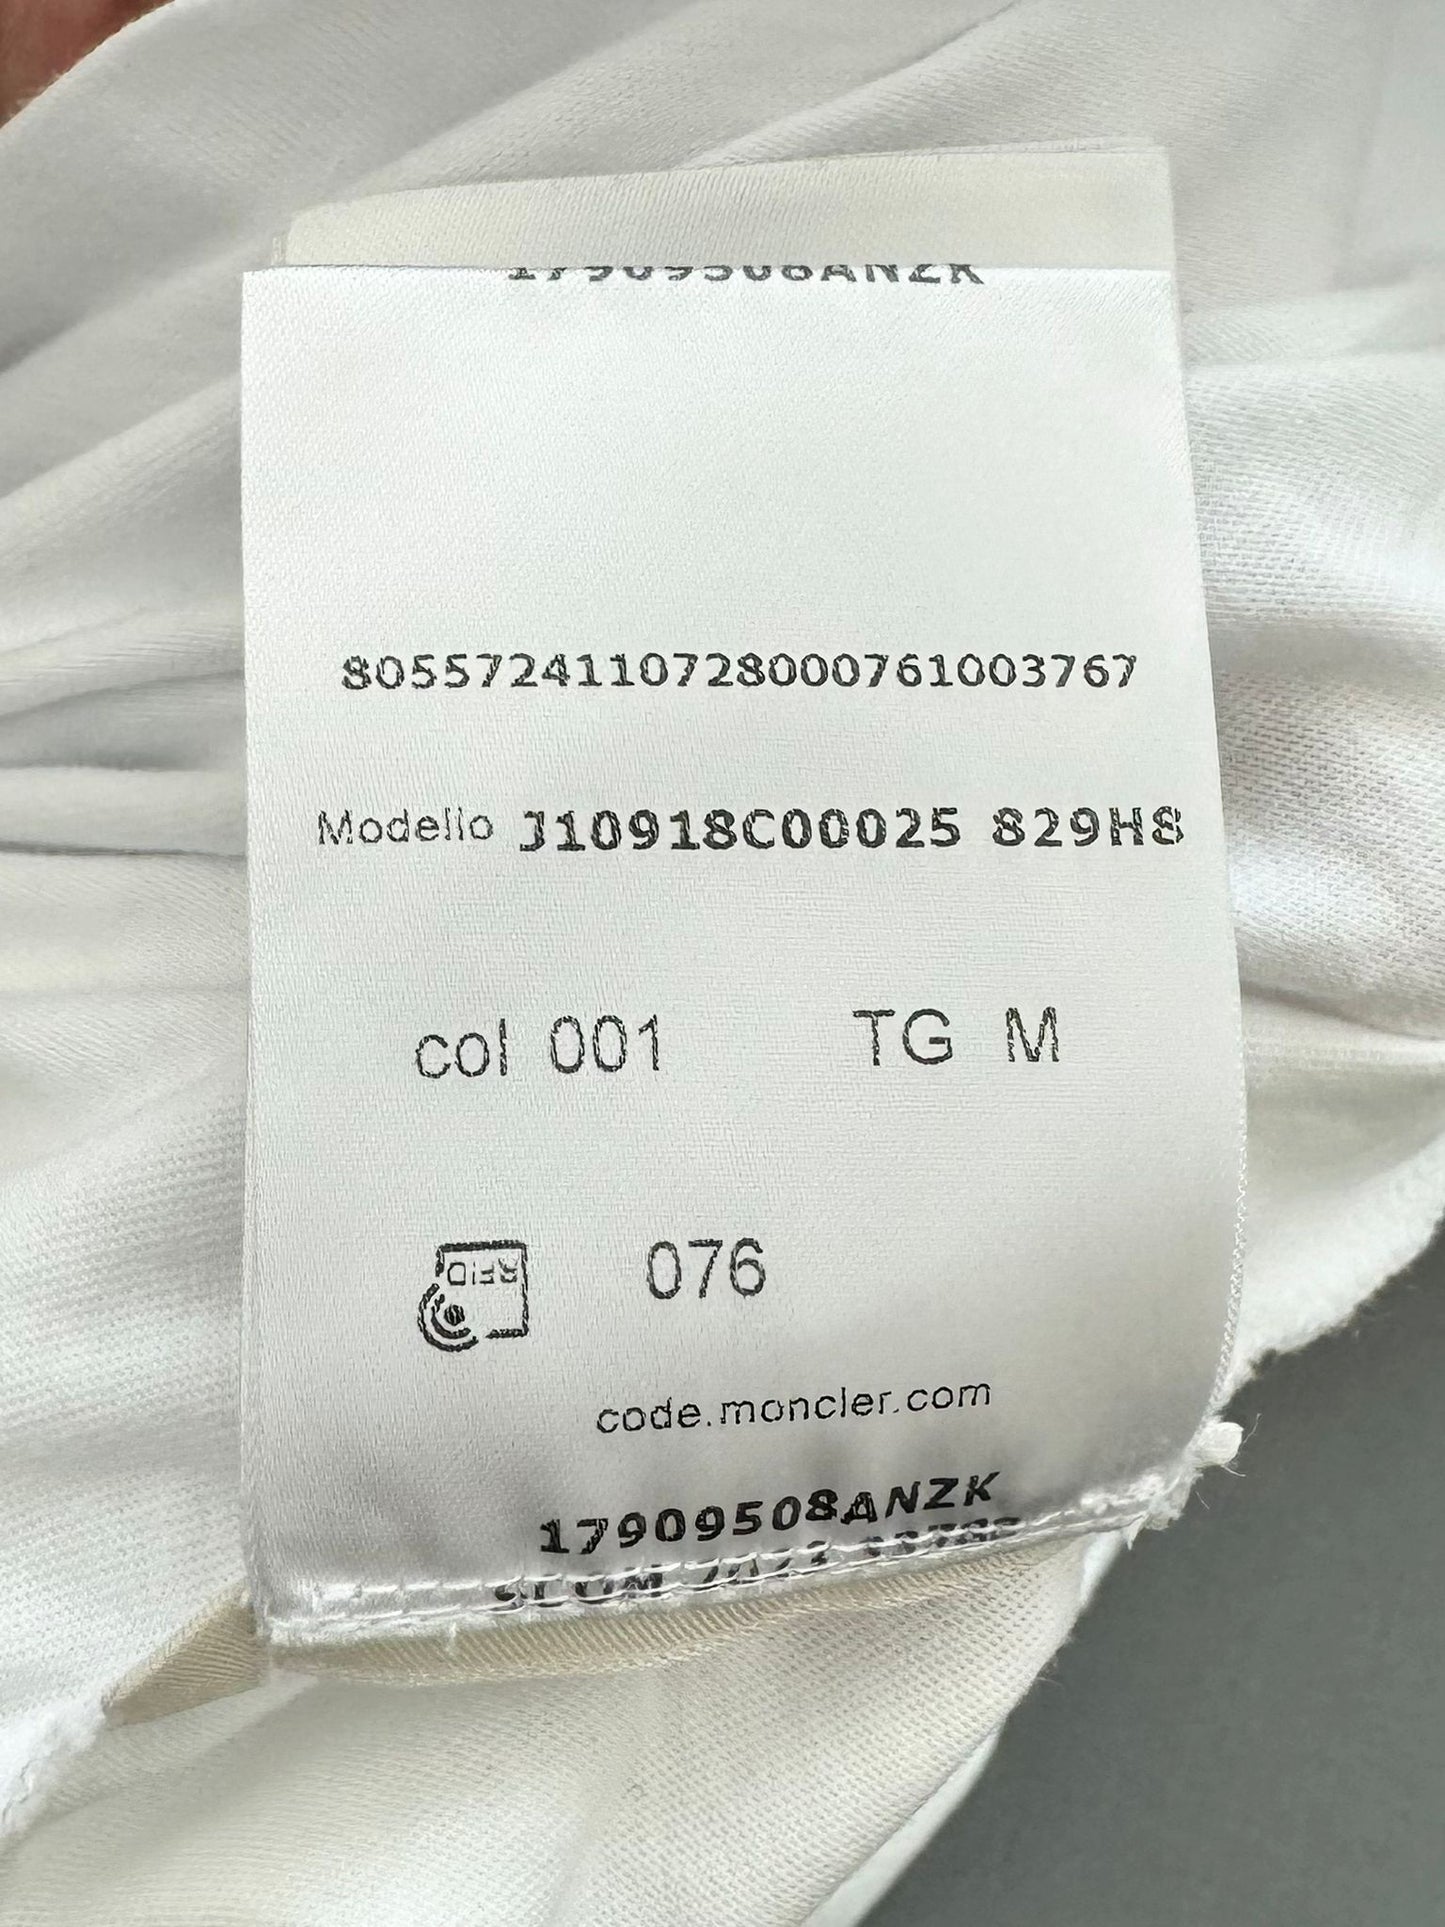 17909508ANZK
8055724110728000761003767
Modello J10918C00025 829H8
col 001 TG M
RFID 076
code.moncler.com
17909508ANZK